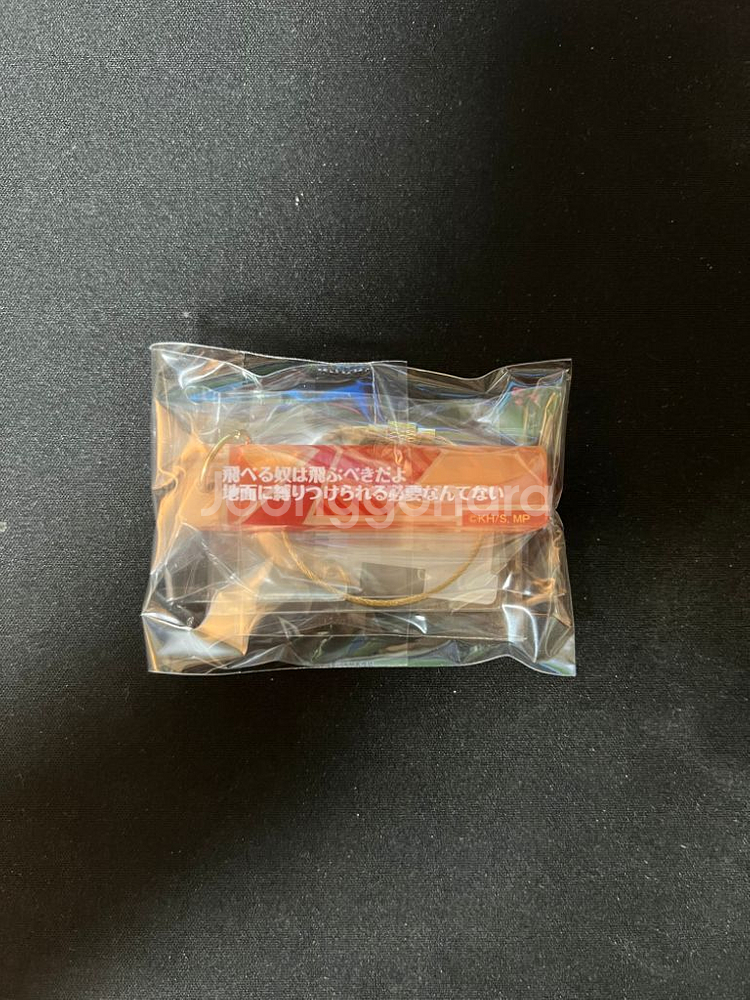 飛べる奴は飛ぶべきだよ
地面に縛りつけられる必要なんてない
Joonggonara
©KH/S, MP